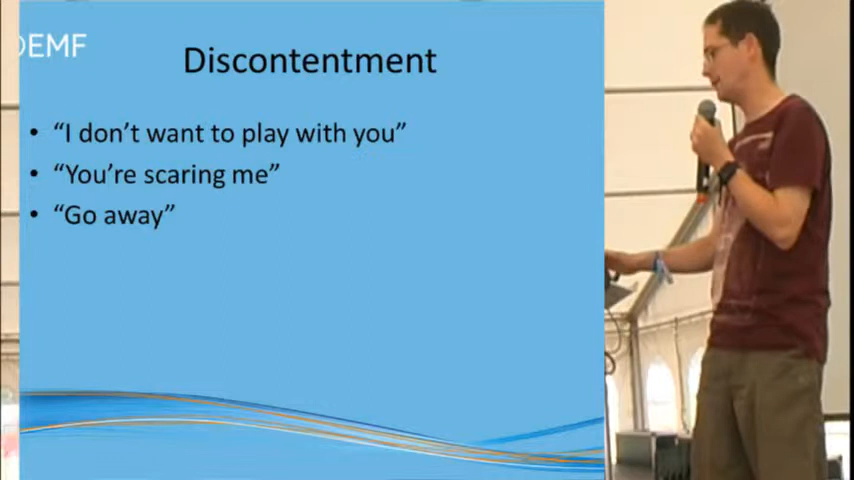 EMF
Discontentment
• “I don’t want to play with you”
• “You’re scaring me”
• “Go away”